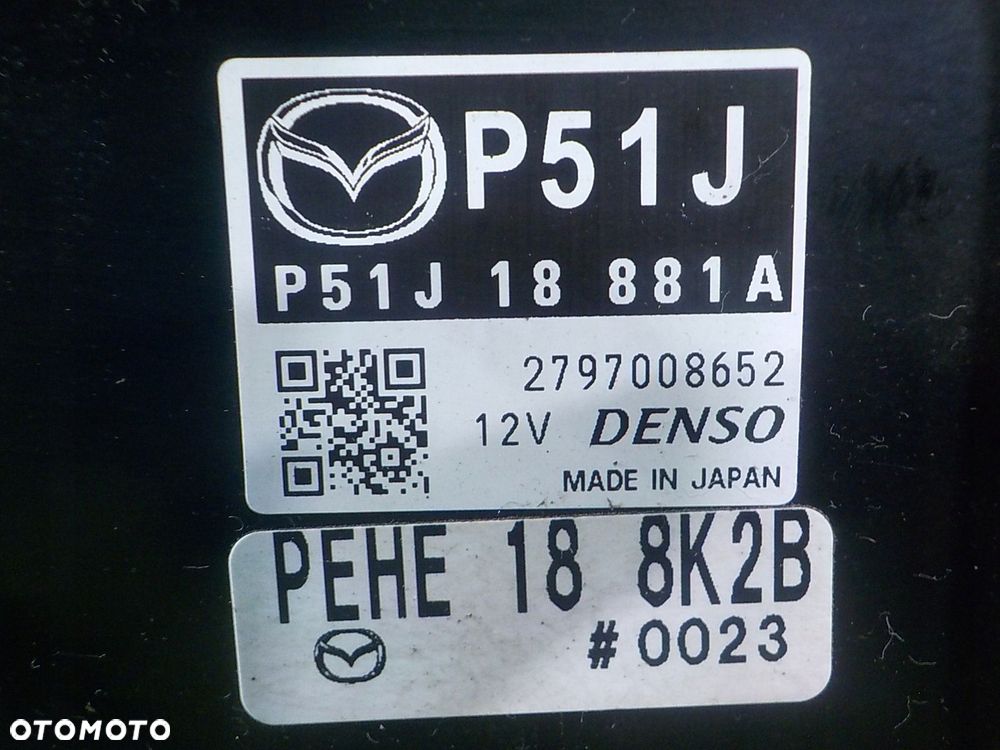 P51J
P51J 18 881A
2797008652
12V DENSO
MADE IN JAPAN
PEHE 18 8K2B
#0023
OTOMOTO